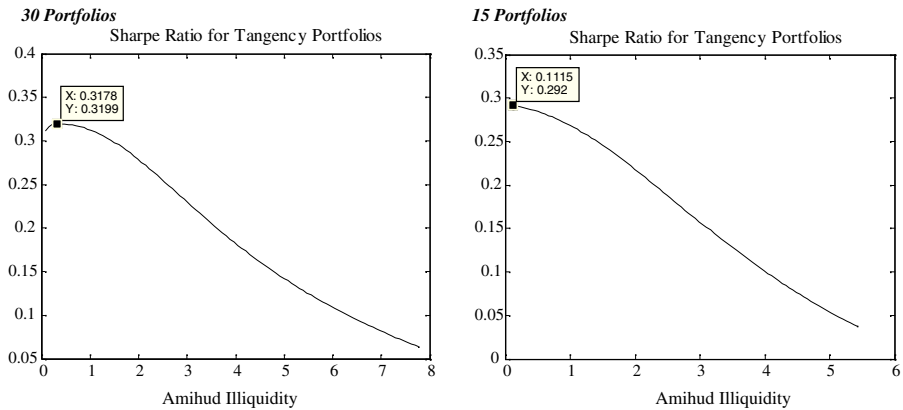 30 Portfolios
Sharpe Ratio for Tangency Portfolios
0.4
0.35
0.3
0.25
0.2
0.15
0.1
0.05
X: 0.3178
Y: 0.3199
0 1 2 3 4 5 6 7 8
Amihud Illiquidity
15 Portfolios
Sharpe Ratio for Tangency Portfolios
0.35
0.3
0.25
0.2
0.15
0.1
0.05
0
X: 0.1115
Y: 0.292
0 1 2 3 4 5 6
Amihud Illiquidity